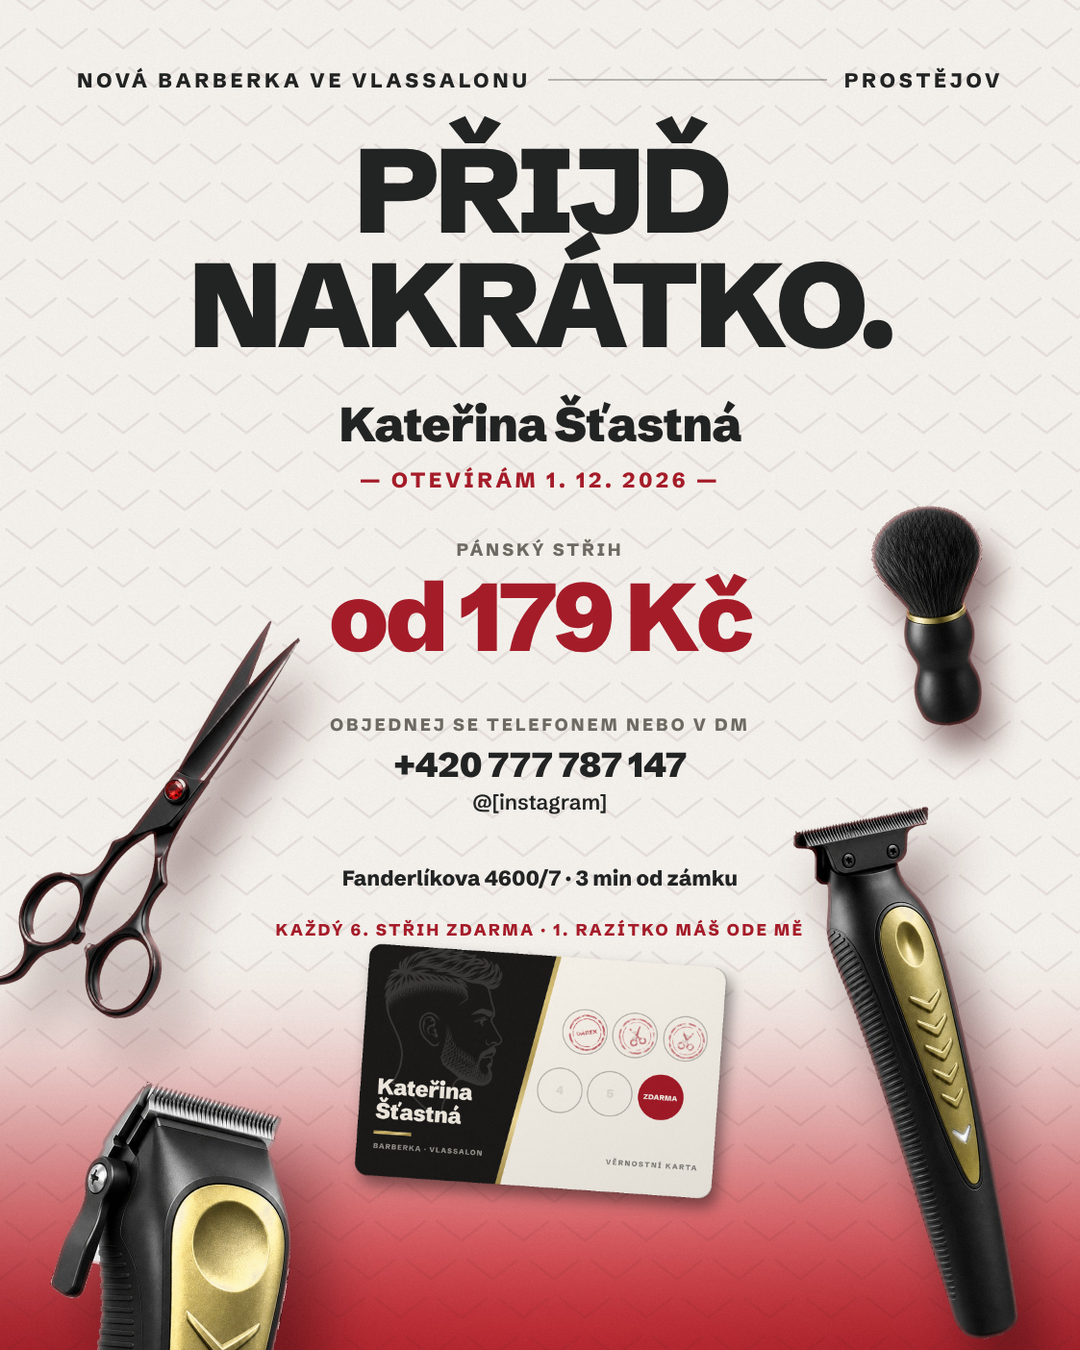 NOVÁ BARBERKA VE VLASSALONU PROSTĚJOV
PŘIJĎ
NAKRÁTKO.
Kateřina Šťastná
— OTEVÍRÁM 1. 12. 2026 —
PÁNSKÝ STŘIH
od 179 Kč
OBJEDNEJ SE TELEFONEM NEBO V DM
+420 777 787 147
@[instagram]
Fanderlíkova 4600/7 · 3 min od zámku
KAŽDÝ 6. STŘIH ZDARMA · 1. RAZÍTKO MÁŠ ODE MĚ
Kateřina
Šťastná
BARBERKA · VLASSALON
4 5 ZDARMA
VĚRNOSTNÍ KARTA